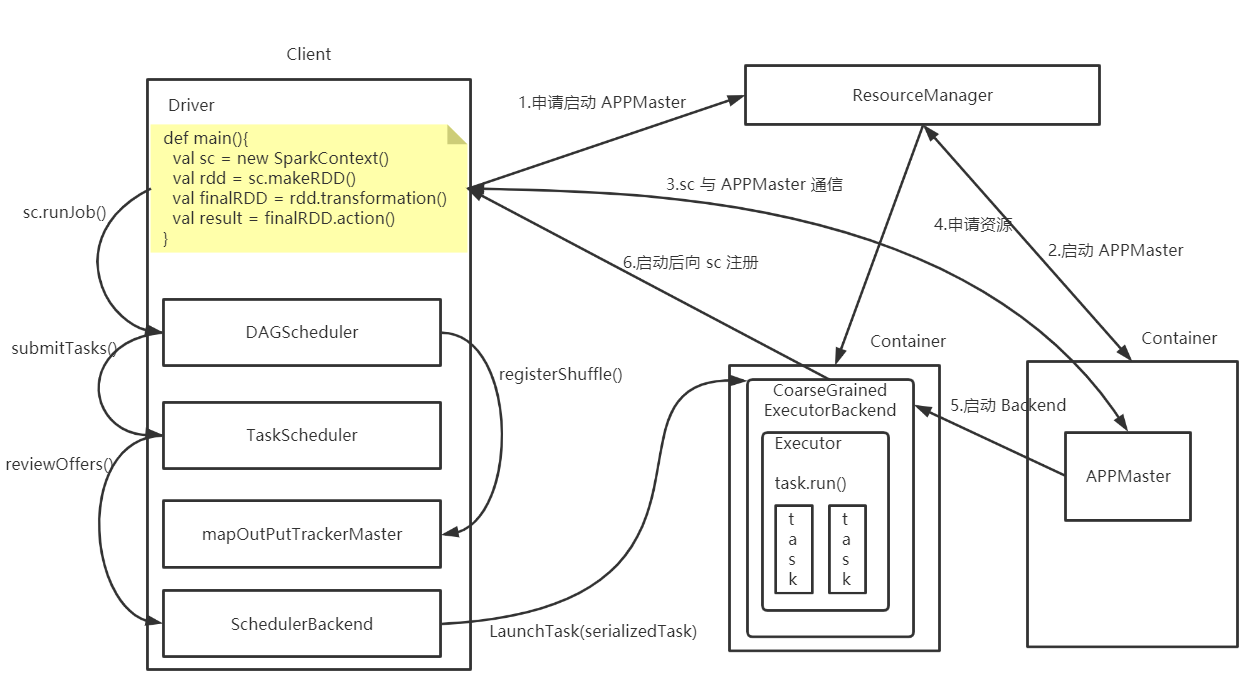 Client
Driver
def main(){
val sc = new SparkContext()
val rdd = sc.makeRDD()
val finalRDD = rdd.transformation()
val result = finalRDD.action()
}
sc.runJob()
DAGScheduler
submitTasks()
TaskScheduler
reviewOffers()
mapOutPutTrackerMaster
SchedulerBackend
registerShuffle()
LaunchTask(serializedTask)
1.申请启动 APPMaster
ResourceManager
3.sc 与 APPMaster 通信
4.申请资源
2.启动 APPMaster
6.启动后向 sc 注册
Container
CoarseGrained
ExecutorBackend
Executor
task.run()
task
task
5.启动 Backend
Container
APPMaster